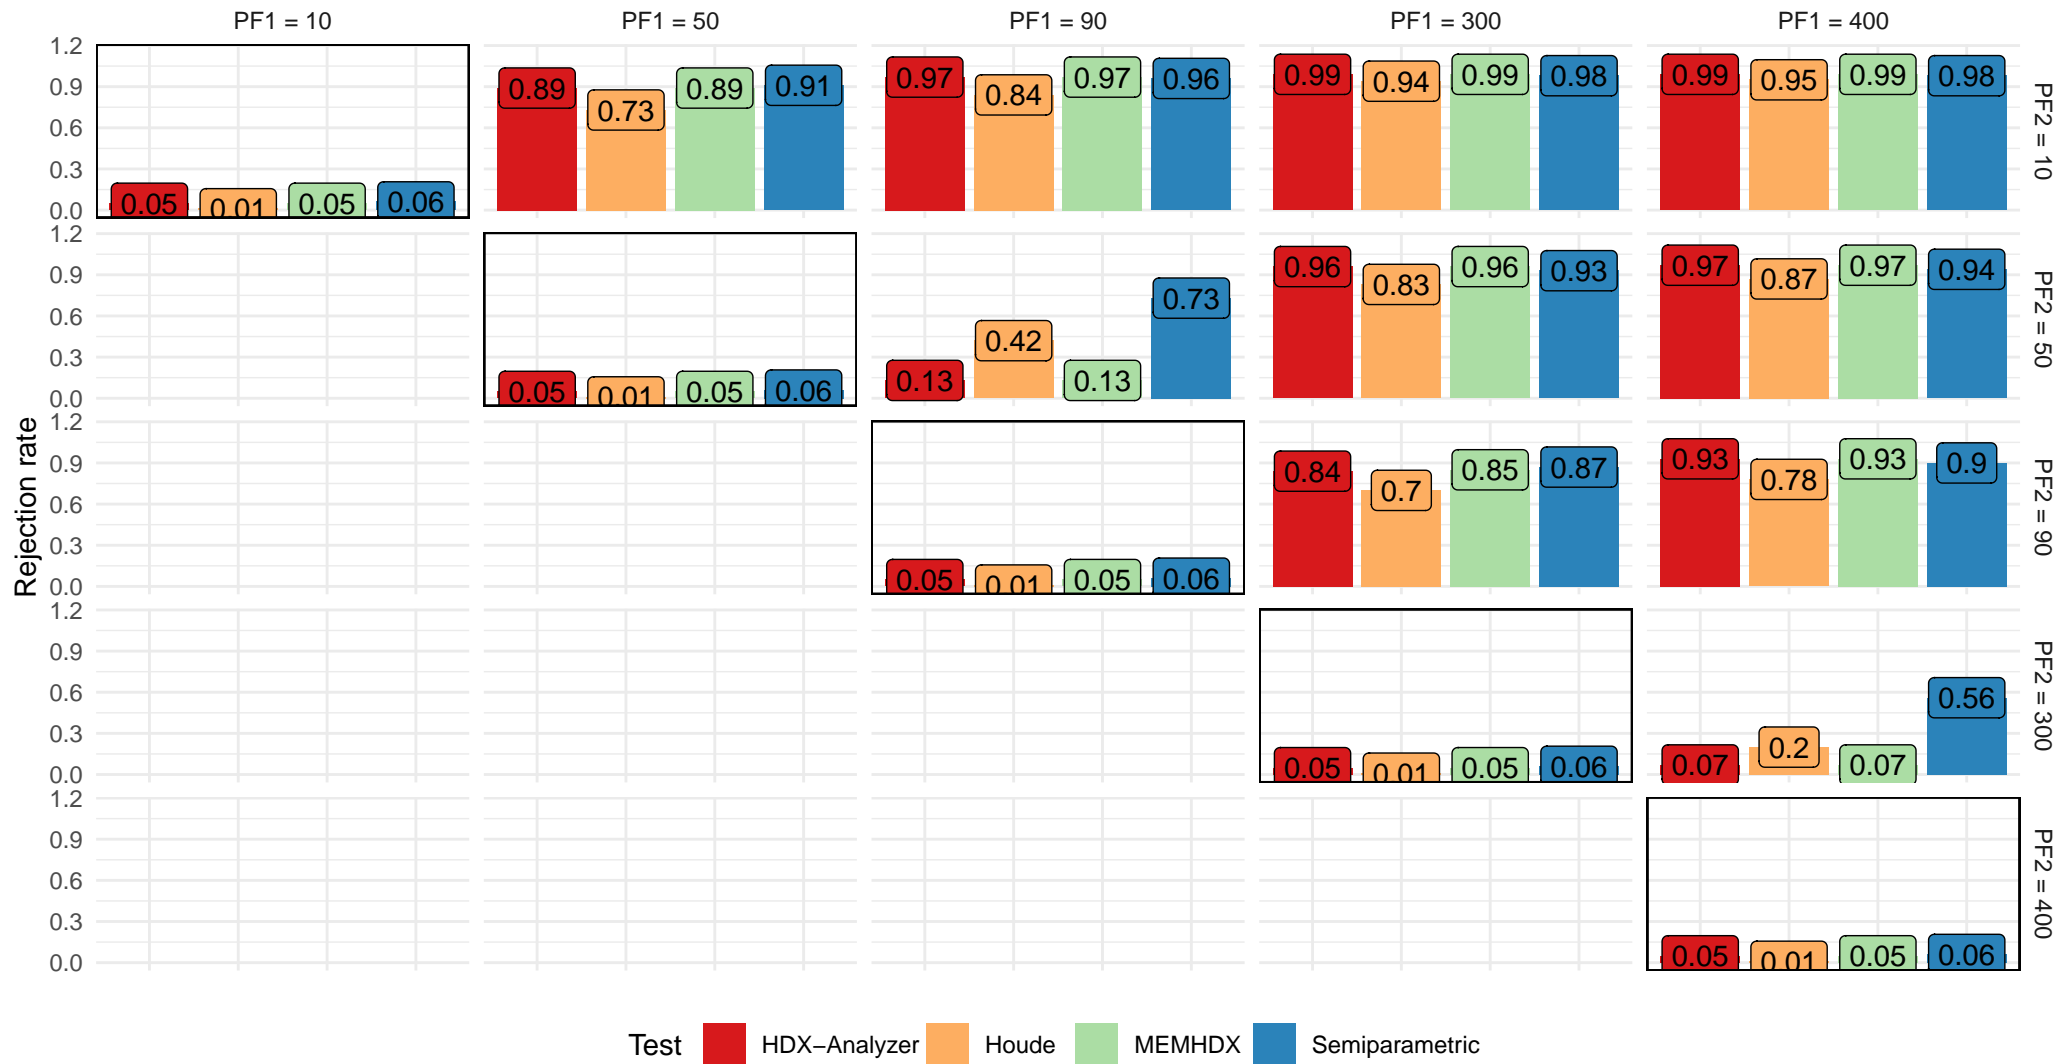 PF1 = 10 PF1 = 50 PF1 = 90 PF1 = 300 PF1 = 400
1.2
0.9
0.6
0.3
0.0
0.05 0.01 0.05 0.06
0.89 0.73 0.89 0.91
0.97 0.84 0.97 0.96
0.99 0.94 0.99 0.98
0.99 0.95 0.99 0.98
PF2 = 10
1.2
0.9
0.6
0.3
0.0
0.05 0.01 0.05 0.06
0.13 0.42 0.13 0.73
0.96 0.83 0.96 0.93
0.97 0.87 0.97 0.94
PF2 = 50
Rejection rate
1.2
0.9
0.6
0.3
0.0
0.05 0.01 0.05 0.06
0.84 0.7 0.85 0.87
0.93 0.78 0.93 0.9
PF2 = 90
1.2
0.9
0.6
0.3
0.0
0.05 0.01 0.05 0.06
0.07 0.2 0.07 0.56
PF2 = 300
1.2
0.9
0.6
0.3
0.0
0.05 0.01 0.05 0.06
PF2 = 400
Test HDX−Analyzer Houde MEMHDX Semiparametric